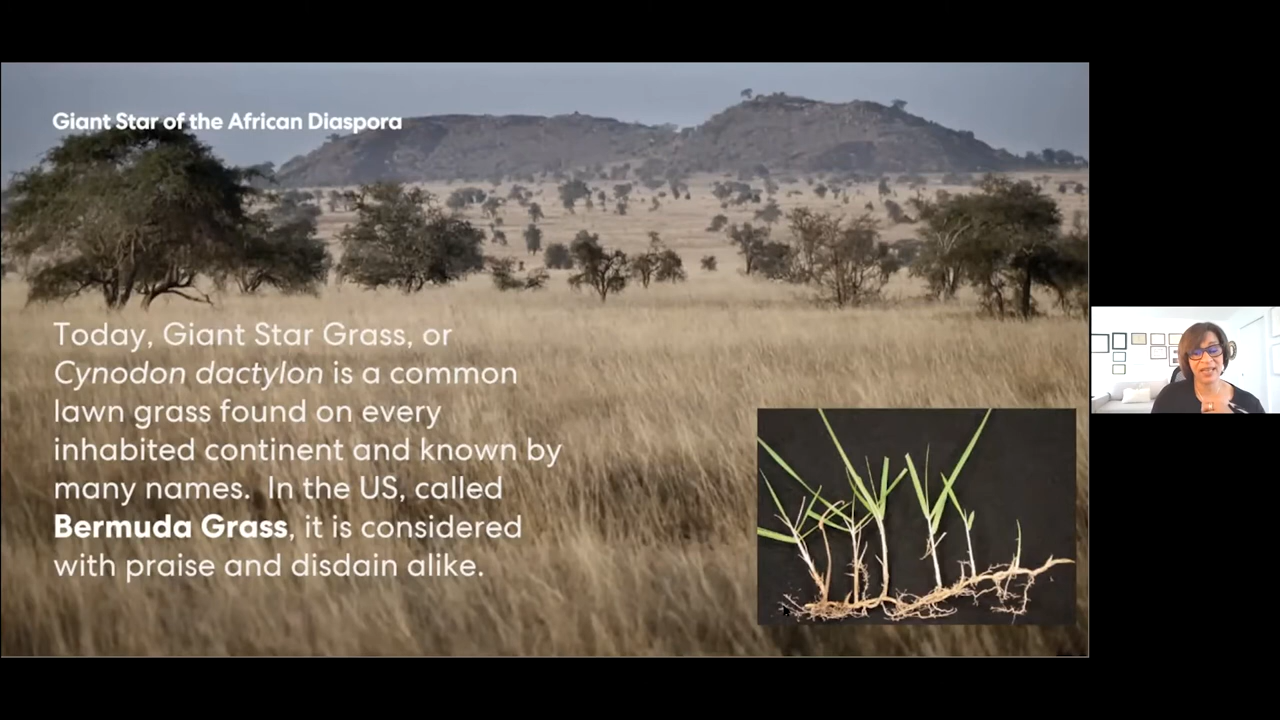 Giant Star of the African Diaspora
Today, Giant Star Grass, or
Cynodon dactylon is a common
lawn grass found on every
inhabited continent and known by
many names.  In the US, called
Bermuda Grass, it is considered
with praise and disdain alike.